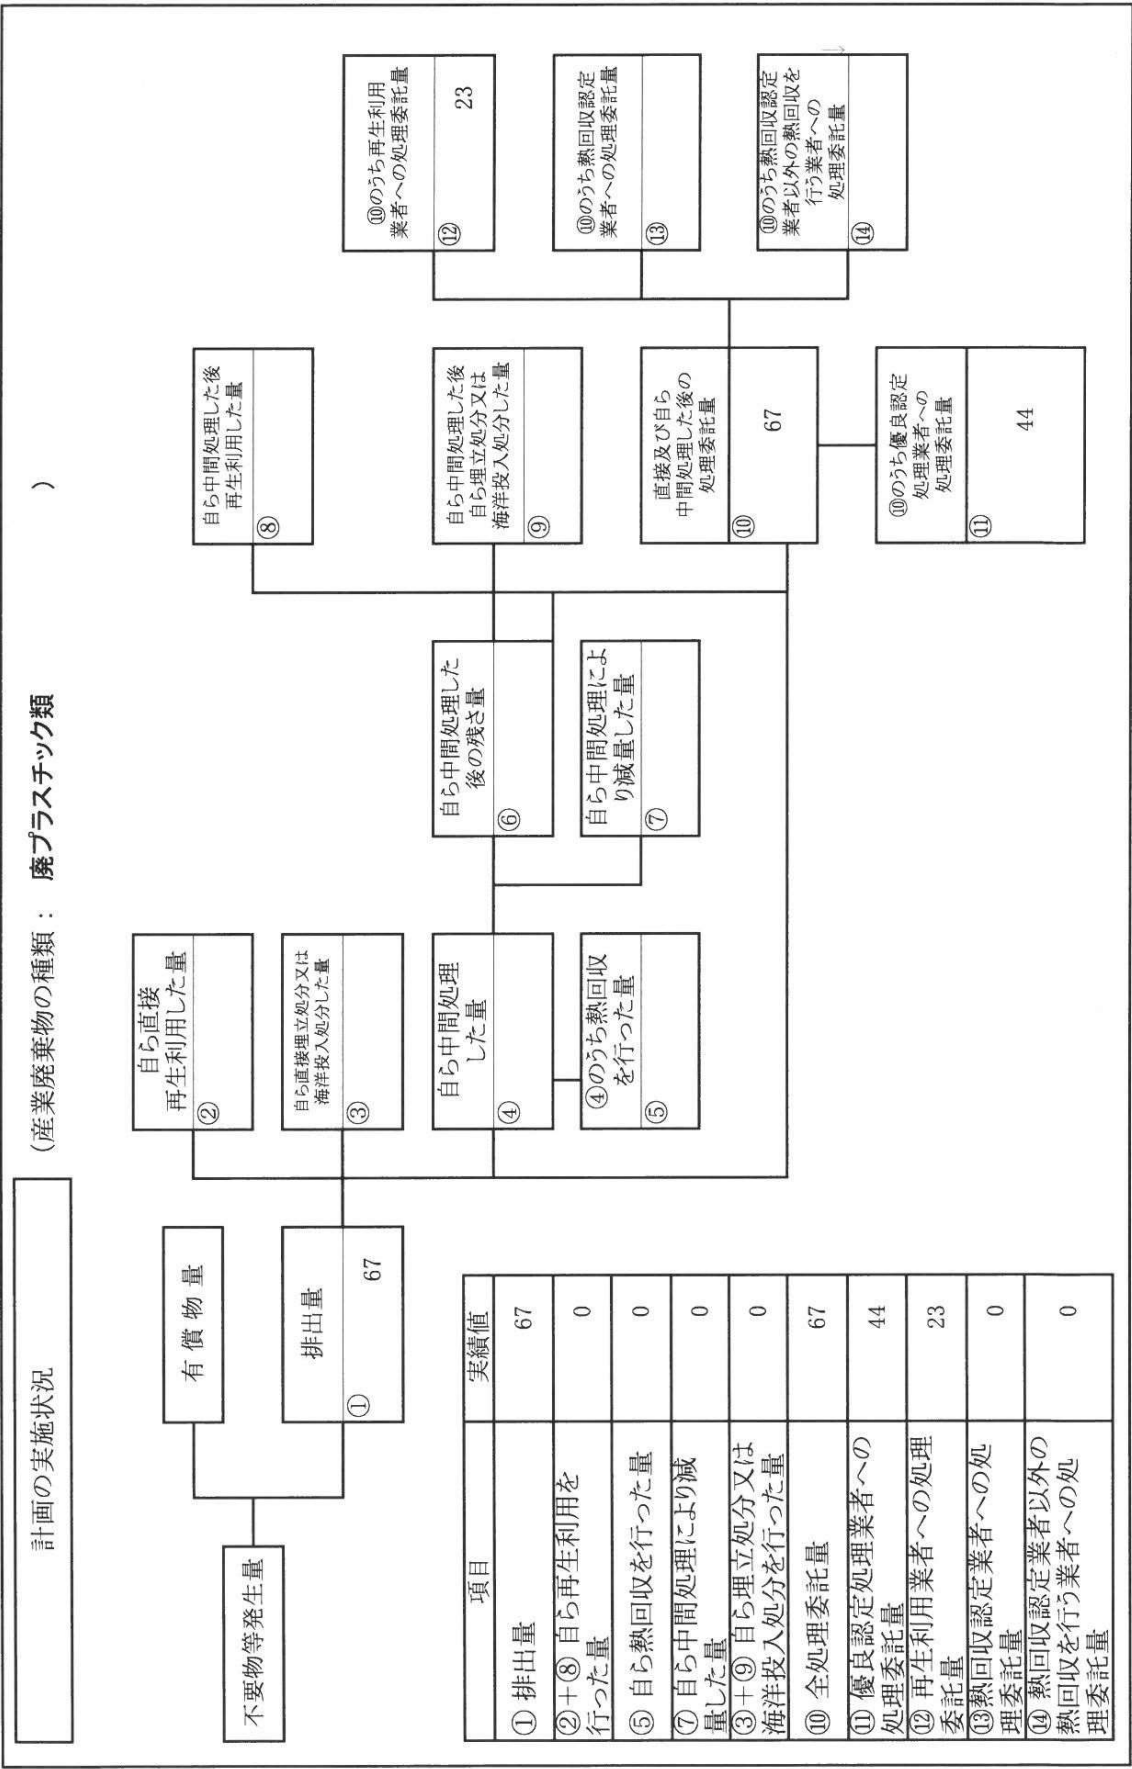 計画の実施状況
（産業廃棄物の種類： 廃プラスチック類 ）
不要物等発生量
有償物量
排出量
① 67
自ら直接
再生利用した量
②
自ら直接埋立処分又は
海洋投入処分した量
③
自ら中間処理
した量
④
④のうち熱回収
を行った量
⑤
自ら中間処理した
後の残さ量
⑥
自ら中間処理によ
り減量した量
⑦
自ら中間処理した後
再生利用した量
⑧
自ら中間処理した後
自ら埋立処分又は
海洋投入処分した量
⑨
直接及び自ら
中間処理した後の
処理委託量
⑩ 67
⑩のうち優良認定
処理業者への
処理委託量
⑪ 44
⑩のうち再生利用
業者への処理委託量
⑫ 23
⑩のうち熱回収認定
業者への処理委託量
⑬
⑩のうち熱回収認定
業者以外の熱回収を
行う業者への
処理委託量
⑭
項目 実績値
① 排出量 67
②＋⑧ 自ら再生利用を
行った量 0
⑤ 自ら熱回収を行った量 0
⑦ 自ら中間処理により減
量した量 0
③＋⑨ 自ら埋立処分又は
海洋投入処分を行った量 0
⑩ 全処理委託量 67
⑪ 優良認定処理業者への
処理委託量 44
⑫ 再生利用業者への処理
委託量 23
⑬熱回収認定業者への処
理委託量 0
⑭ 熱回収認定業者以外の
熱回収を行う業者への処
理委託量 0